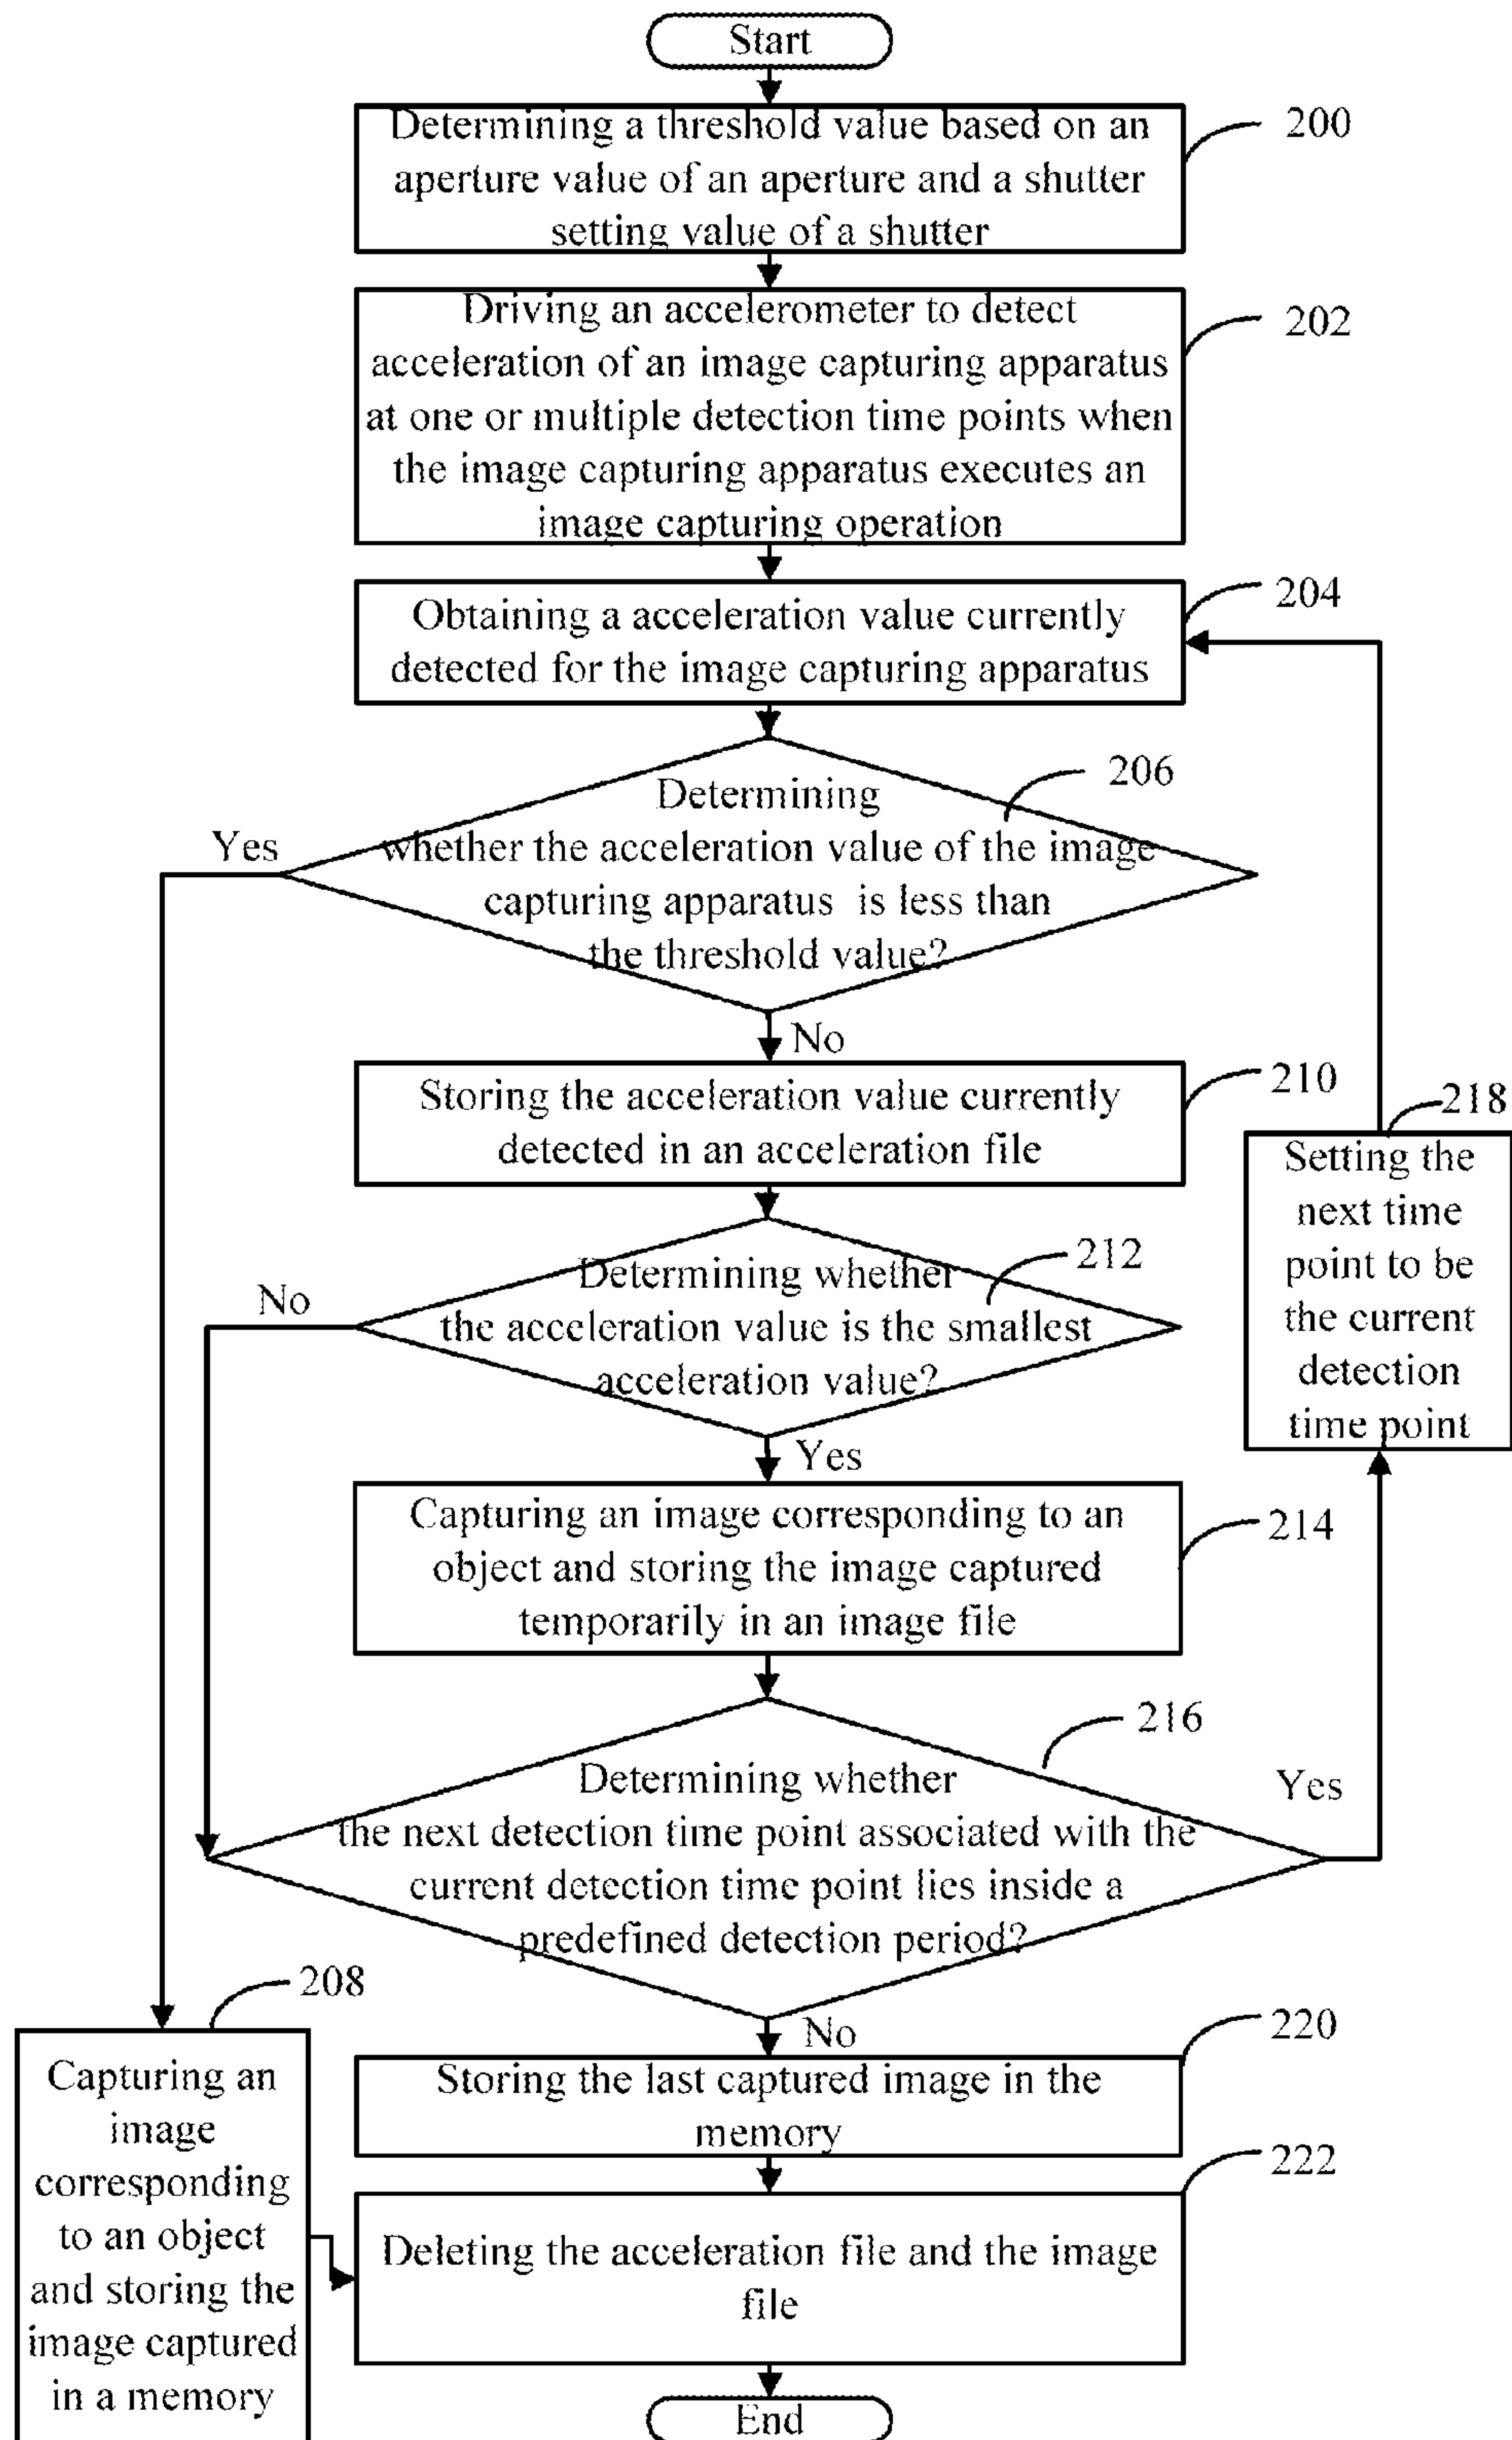 Start
Determining a threshold value based on an
aperture value of an aperture and a shutter
setting value of a shutter
200
Driving an accelerometer to detect
acceleration of an image capturing apparatus
at one or multiple detection time points when
the image capturing apparatus executes an
image capturing operation
202
Obtaining a acceleration value currently
detected for the image capturing apparatus
204
Determining
whether the acceleration value of the image
capturing apparatus is less than
the threshold value?
206
Yes
No
Storing the acceleration value currently
detected in an acceleration file
210
218
Setting the
next time
point to be
the current
detection
time point
Determining whether
the acceleration value is the smallest
acceleration value?
212
No
Yes
Capturing an image corresponding to an
object and storing the image captured
temporarily in an image file
214
Determining whether
the next detection time point associated with the
current detection time point lies inside a
predefined detection period?
216
Yes
No
208
Capturing an
image
corresponding
to an object
and storing the
image captured
in a memory
Storing the last captured image in the
memory
220
Deleting the acceleration file and the image
file
222
End